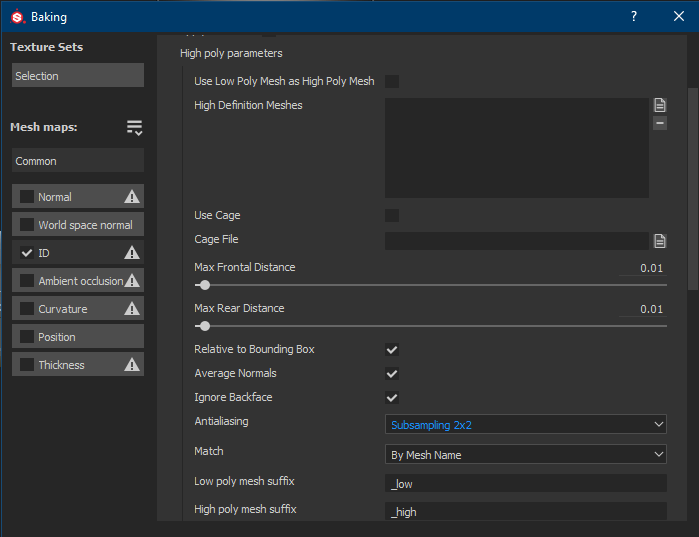 Baking
?
Texture Sets
Selection
Mesh maps:
Common
Normal
World space normal
ID
Ambient occlusion
Curvature
Position
Thickness
High poly parameters
Use Low Poly Mesh as High Poly Mesh
High Definition Meshes
Use Cage
Cage File
Max Frontal Distance 0.01
Max Rear Distance 0.01
Relative to Bounding Box
Average Normals
Ignore Backface
Antialiasing Subsampling 2x2
Match By Mesh Name
Low poly mesh suffix _low
High poly mesh suffix _high